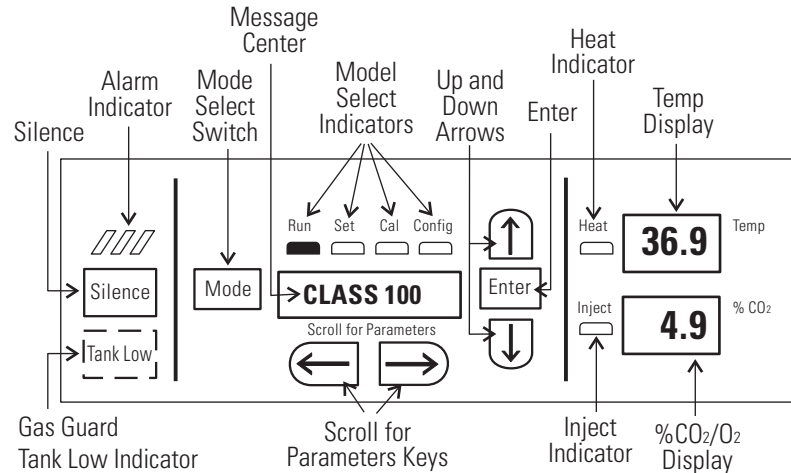 Message
Center
Alarm
Indicator
Mode
Select
Switch
Model
Select
Indicators
Up and
Down
Arrows
Enter
Heat
Indicator
Temp
Display
Silence
Run
Set
Cal
Config
Heat
36.9
Temp
Silence
Mode
CLASS 100
Enter
Inject
4.9
% CO₂
Scroll for Parameters
Tank Low
Gas Guard
Tank Low Indicator
Scroll for
Parameters Keys
Inject
Indicator
%CO₂/O₂
Display